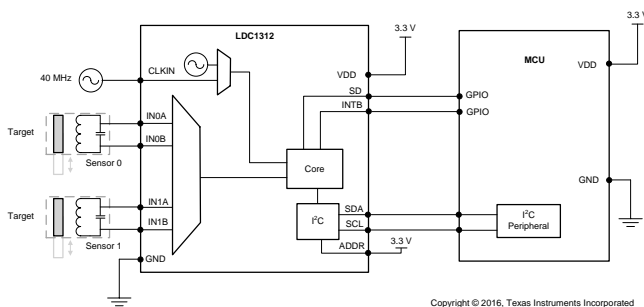 3.3 V
LDC1312
3.3 V
MCU
40 MHz
CLKIN
VDD
VDD
SD
GPIO
INTB
GPIO
Target
IN0A
IN0B
Sensor 0
Core
GND
Target
IN1A
IN1B
Sensor 1
I²C
SDA
SCL
I²C
Peripheral
ADDR
3.3 V
GND
Copyright © 2016, Texas Instruments Incorporated